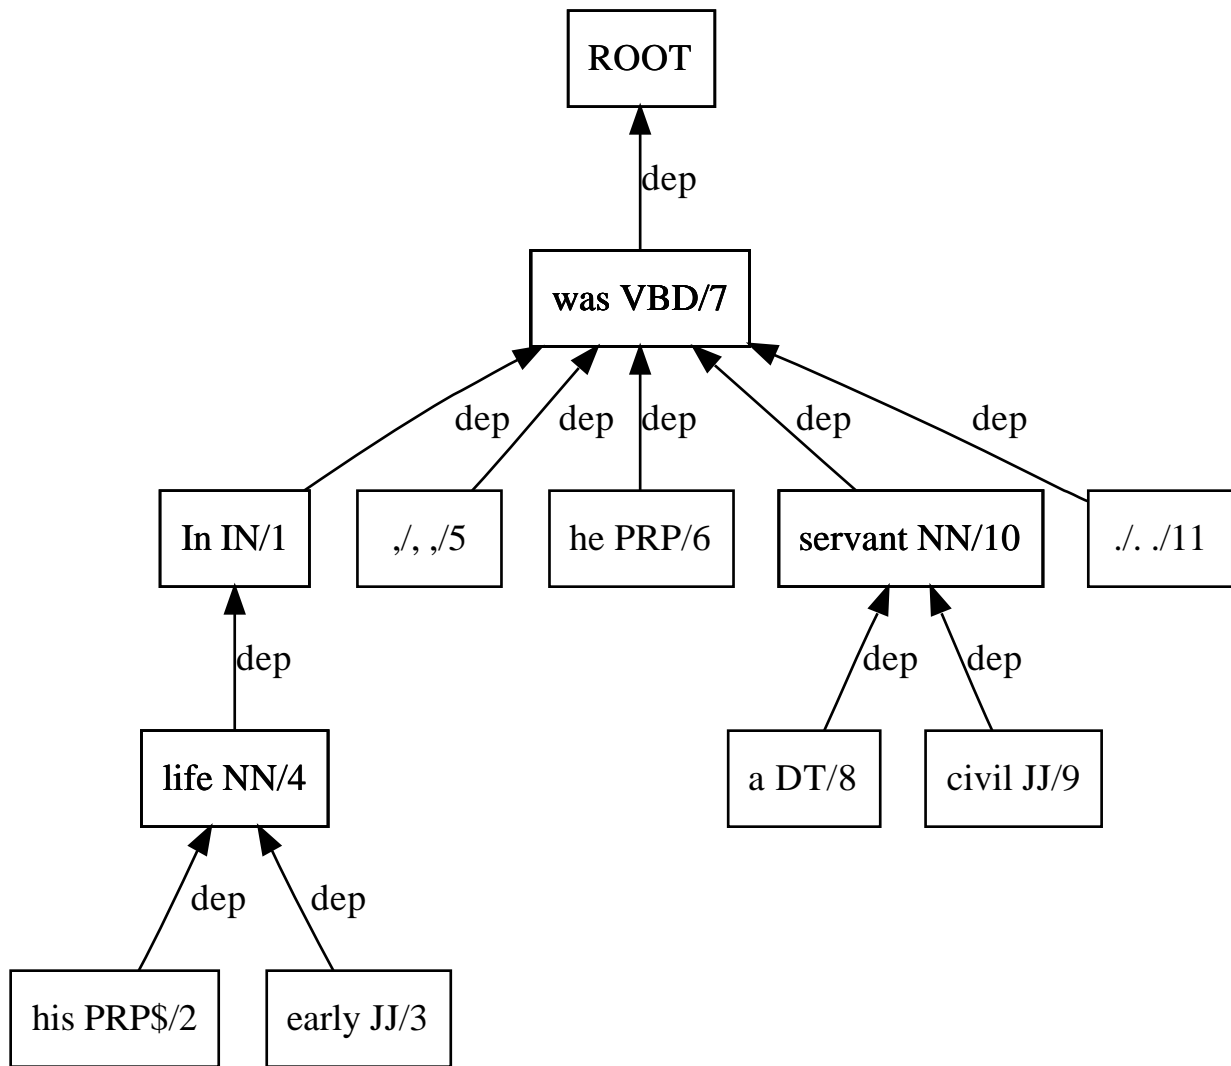 ROOT
dep
was VBD/7
dep dep dep dep dep
In IN/1 ,/, ,/5 he PRP/6 servant NN/10 ./. ./11
dep dep dep
life NN/4 a DT/8 civil JJ/9
dep dep
his PRP$/2 early JJ/3